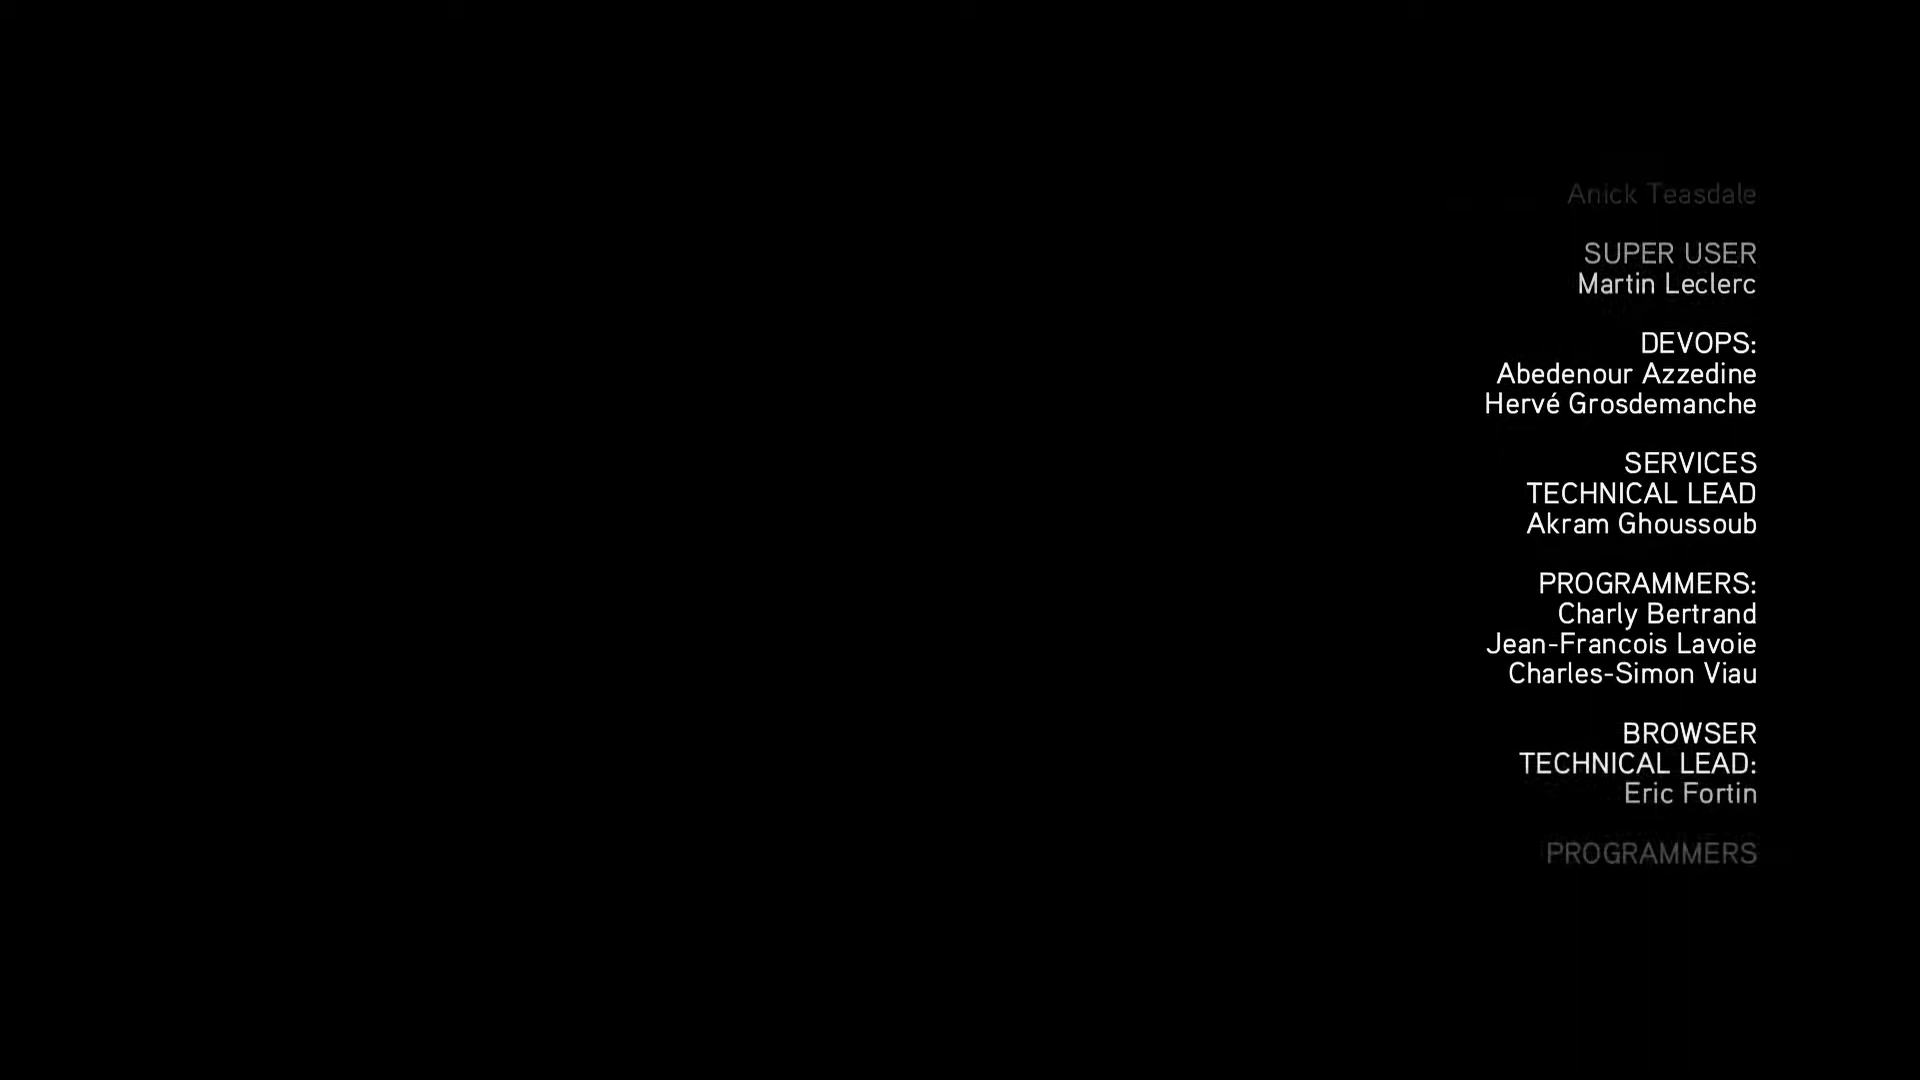 Anick Teasdale
SUPER USER
Martin Leclerc
DEVOPS:
Abedenour Azzedine
Hervé Grosdemanche
SERVICES
TECHNICAL LEAD
Akram Ghoussoub
PROGRAMMERS:
Charly Bertrand
Jean-Francois Lavoie
Charles-Simon Viau
BROWSER
TECHNICAL LEAD:
Eric Fortin
PROGRAMMERS